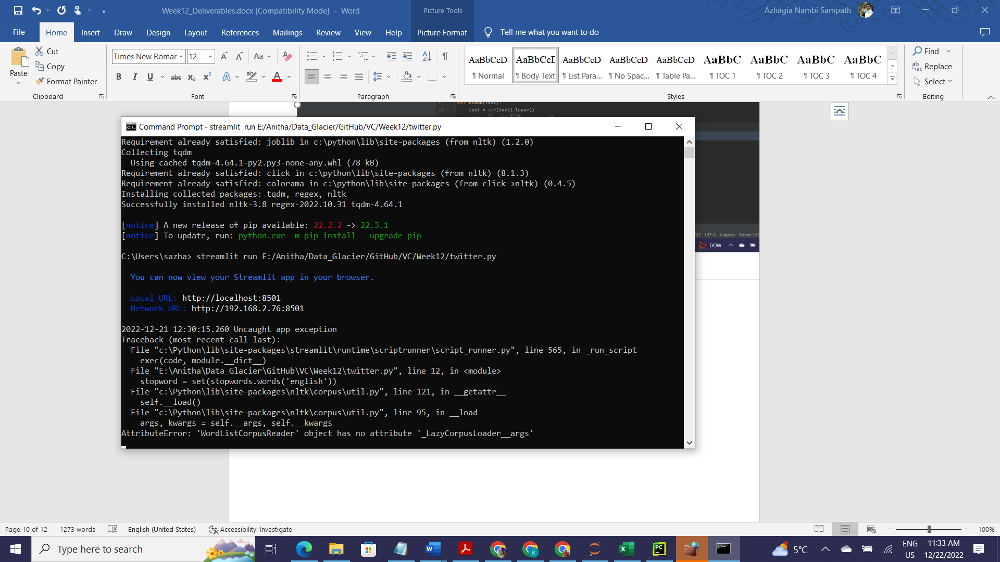 Week12_Deliverables.docx [Compatibility Mode] - Word
Picture Tools
Azhagia Nambi Sampath
File Home Insert Draw Design Layout References Mailings Review View Help Picture Format Tell me what you want to do
Paste
Cut
Copy
Format Painter
Clipboard
Times New Roman 12
Font
Paragraph
AaBbCcD AaBbCcI AaBbCcD AaBbCcD AaBbCcD AaBbC AaBbC AaBbC AaBbC
¶ Normal ¶ Body Text ¶ List Para... ¶ No Spac... ¶ Table Pa... ¶ TOC 1 ¶ TOC 2 ¶ TOC 3 ¶ TOC 4
Styles
Find
Replace
Select
Editing
20 text = str(text).lower()
Command Prompt - streamlit run E:/Anitha/Data_Glacier/GitHub/VC/Week12/twitter.py
Requirement already satisfied: joblib in c:\python\lib\site-packages (from nltk) (1.2.0)
Collecting tqdm
Using cached tqdm-4.64.1-py2.py3-none-any.whl (78 kB)
Requirement already satisfied: click in c:\python\lib\site-packages (from nltk) (8.1.3)
Requirement already satisfied: colorama in c:\python\lib\site-packages (from click->nltk) (0.4.5)
Installing collected packages: tqdm, regex, nltk
Successfully installed nltk-3.8 regex-2022.10.31 tqdm-4.64.1
[notice] A new release of pip available: 22.2.2 -> 22.3.1
[notice] To update, run: python.exe -m pip install --upgrade pip
C:\Users\sazha> streamlit run E:/Anitha/Data_Glacier/GitHub/VC/Week12/twitter.py
You can now view your Streamlit app in your browser.
Local URL: http://localhost:8501
Network URL: http://192.168.2.76:8501
2022-12-21 12:30:15.260 Uncaught app exception
Traceback (most recent call last):
File "c:\Python\lib\site-packages\streamlit\runtime\scriptrunner\script_runner.py", line 565, in _run_script
exec(code, module.__dict__)
File "E:\Anitha\Data_Glacier\GitHub\VC\Week12\twitter.py", line 12, in <module>
stopword = set(stopwords.words('english'))
File "c:\Python\lib\site-packages\nltk\corpus\util.py", line 121, in __getattr__
self.__load()
File "c:\Python\lib\site-packages\nltk\corpus\util.py", line 95, in __load
args, kwargs = self.__args, self.__kwargs
AttributeError: 'WordListCorpusReader' object has no attribute '_LazyCorpusLoader__args'
UTF-8 4 spaces Python 3.10
DOW
Page 10 of 12 1273 words English (United States) Accessibility: Investigate 100%
Type here to search
5°C ENG US 11:33 AM 12/22/2022